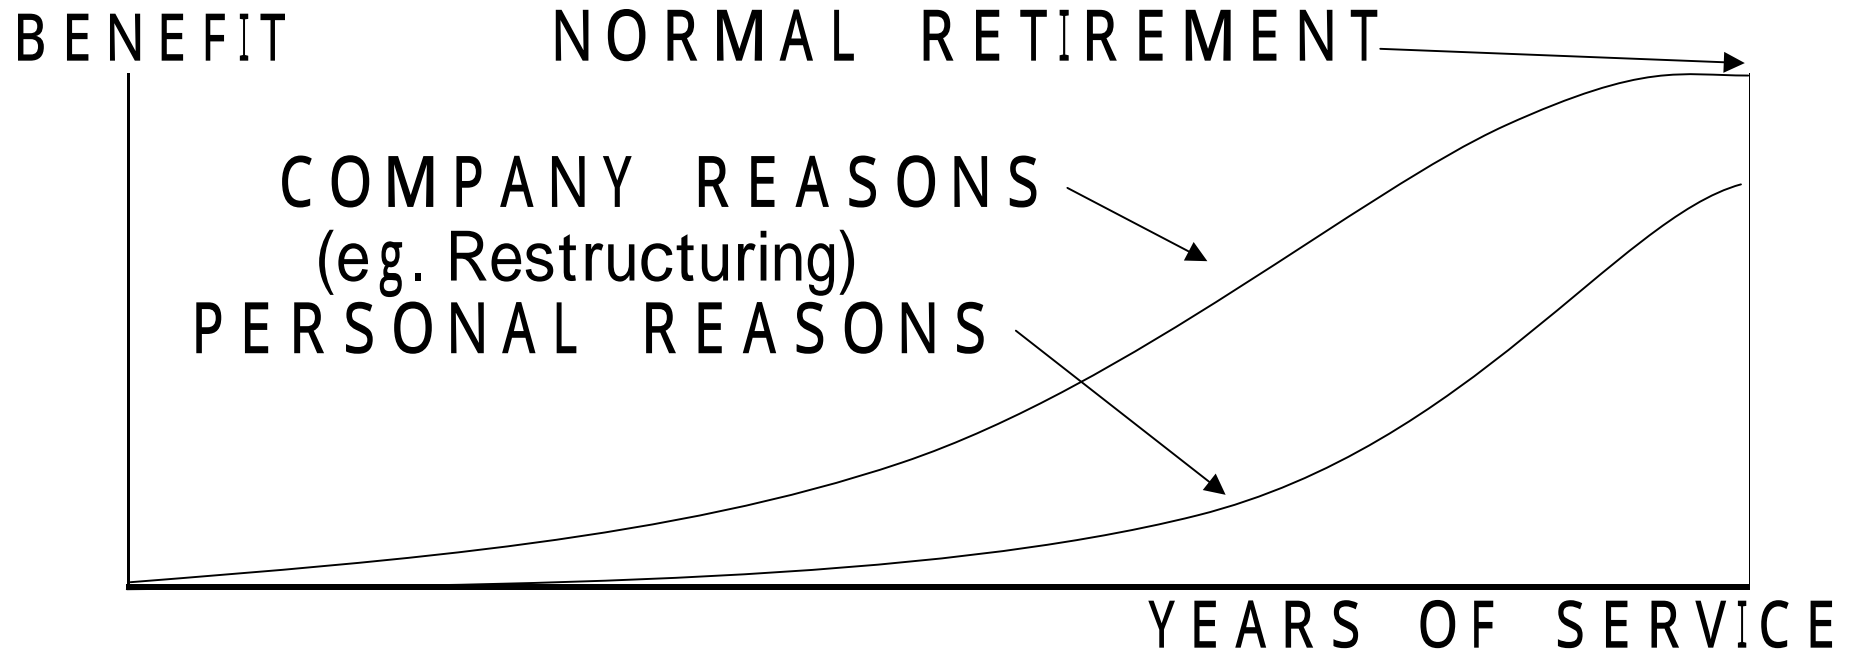 BENEFIT
NORMAL RETIREMENT
COMPANY REASONS
(eg. Restructuring)
PERSONAL REASONS
YEARS OF SERVICE